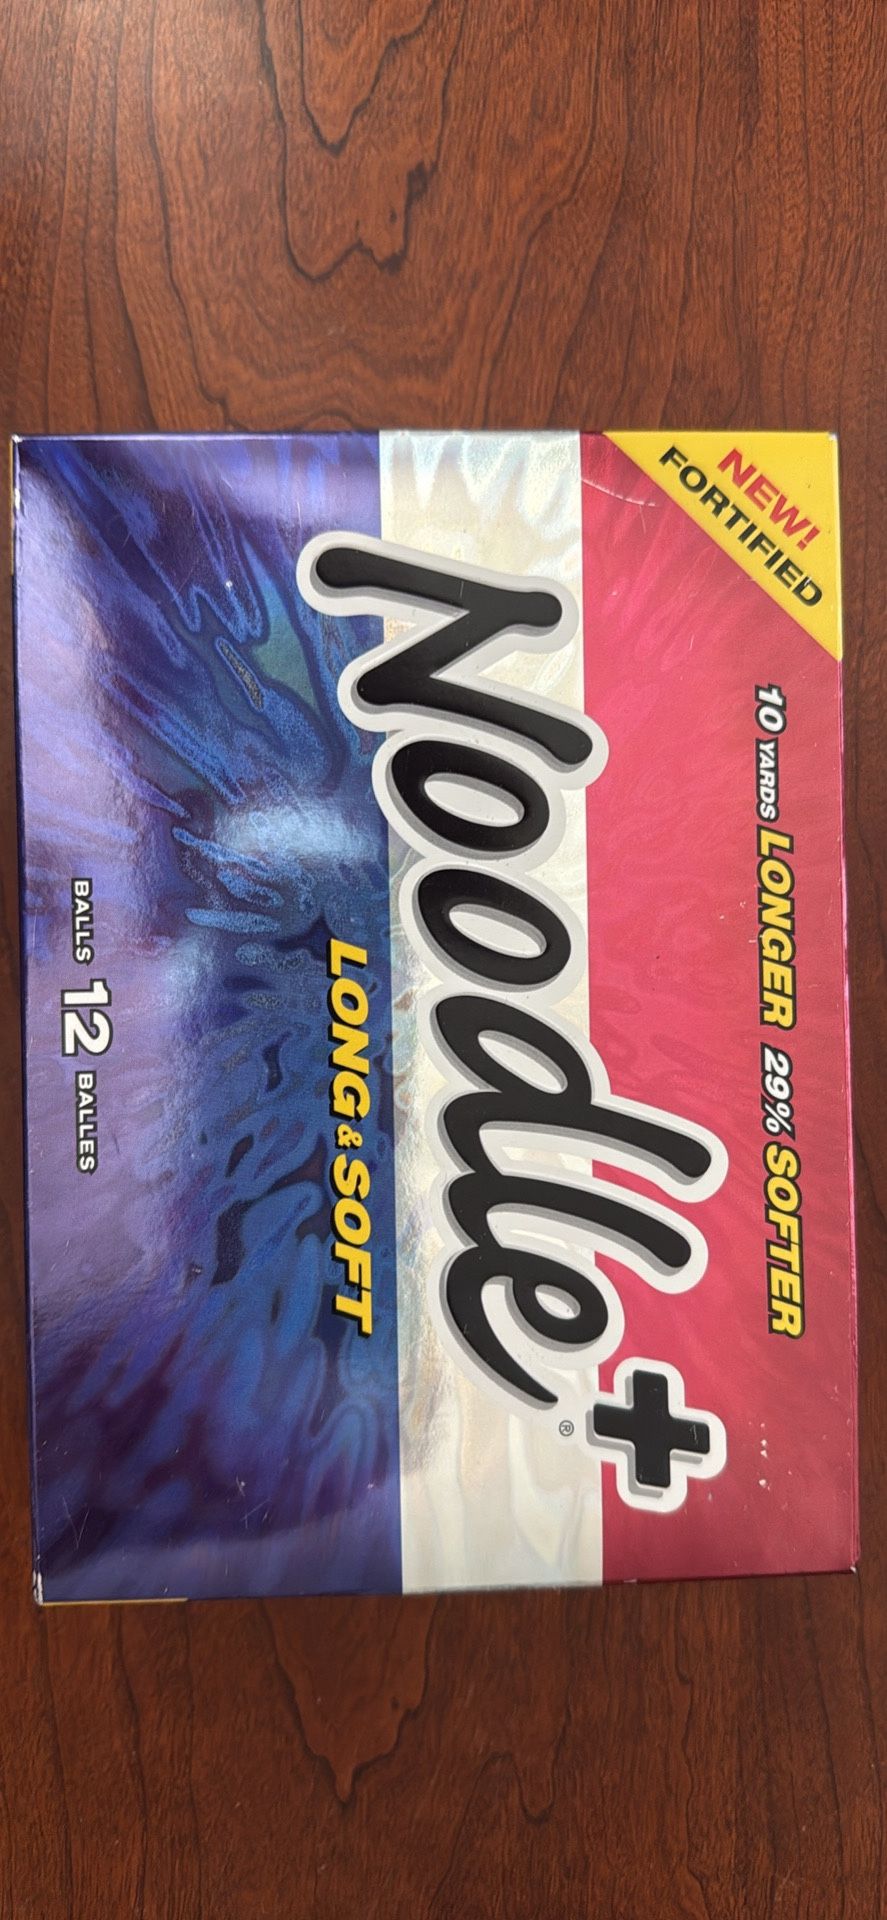 NEW!
FORTIFIED
10 YARDS LONGER 29% SOFTER
Noodle+®
LONG & SOFT
BALLS 12 BALLES